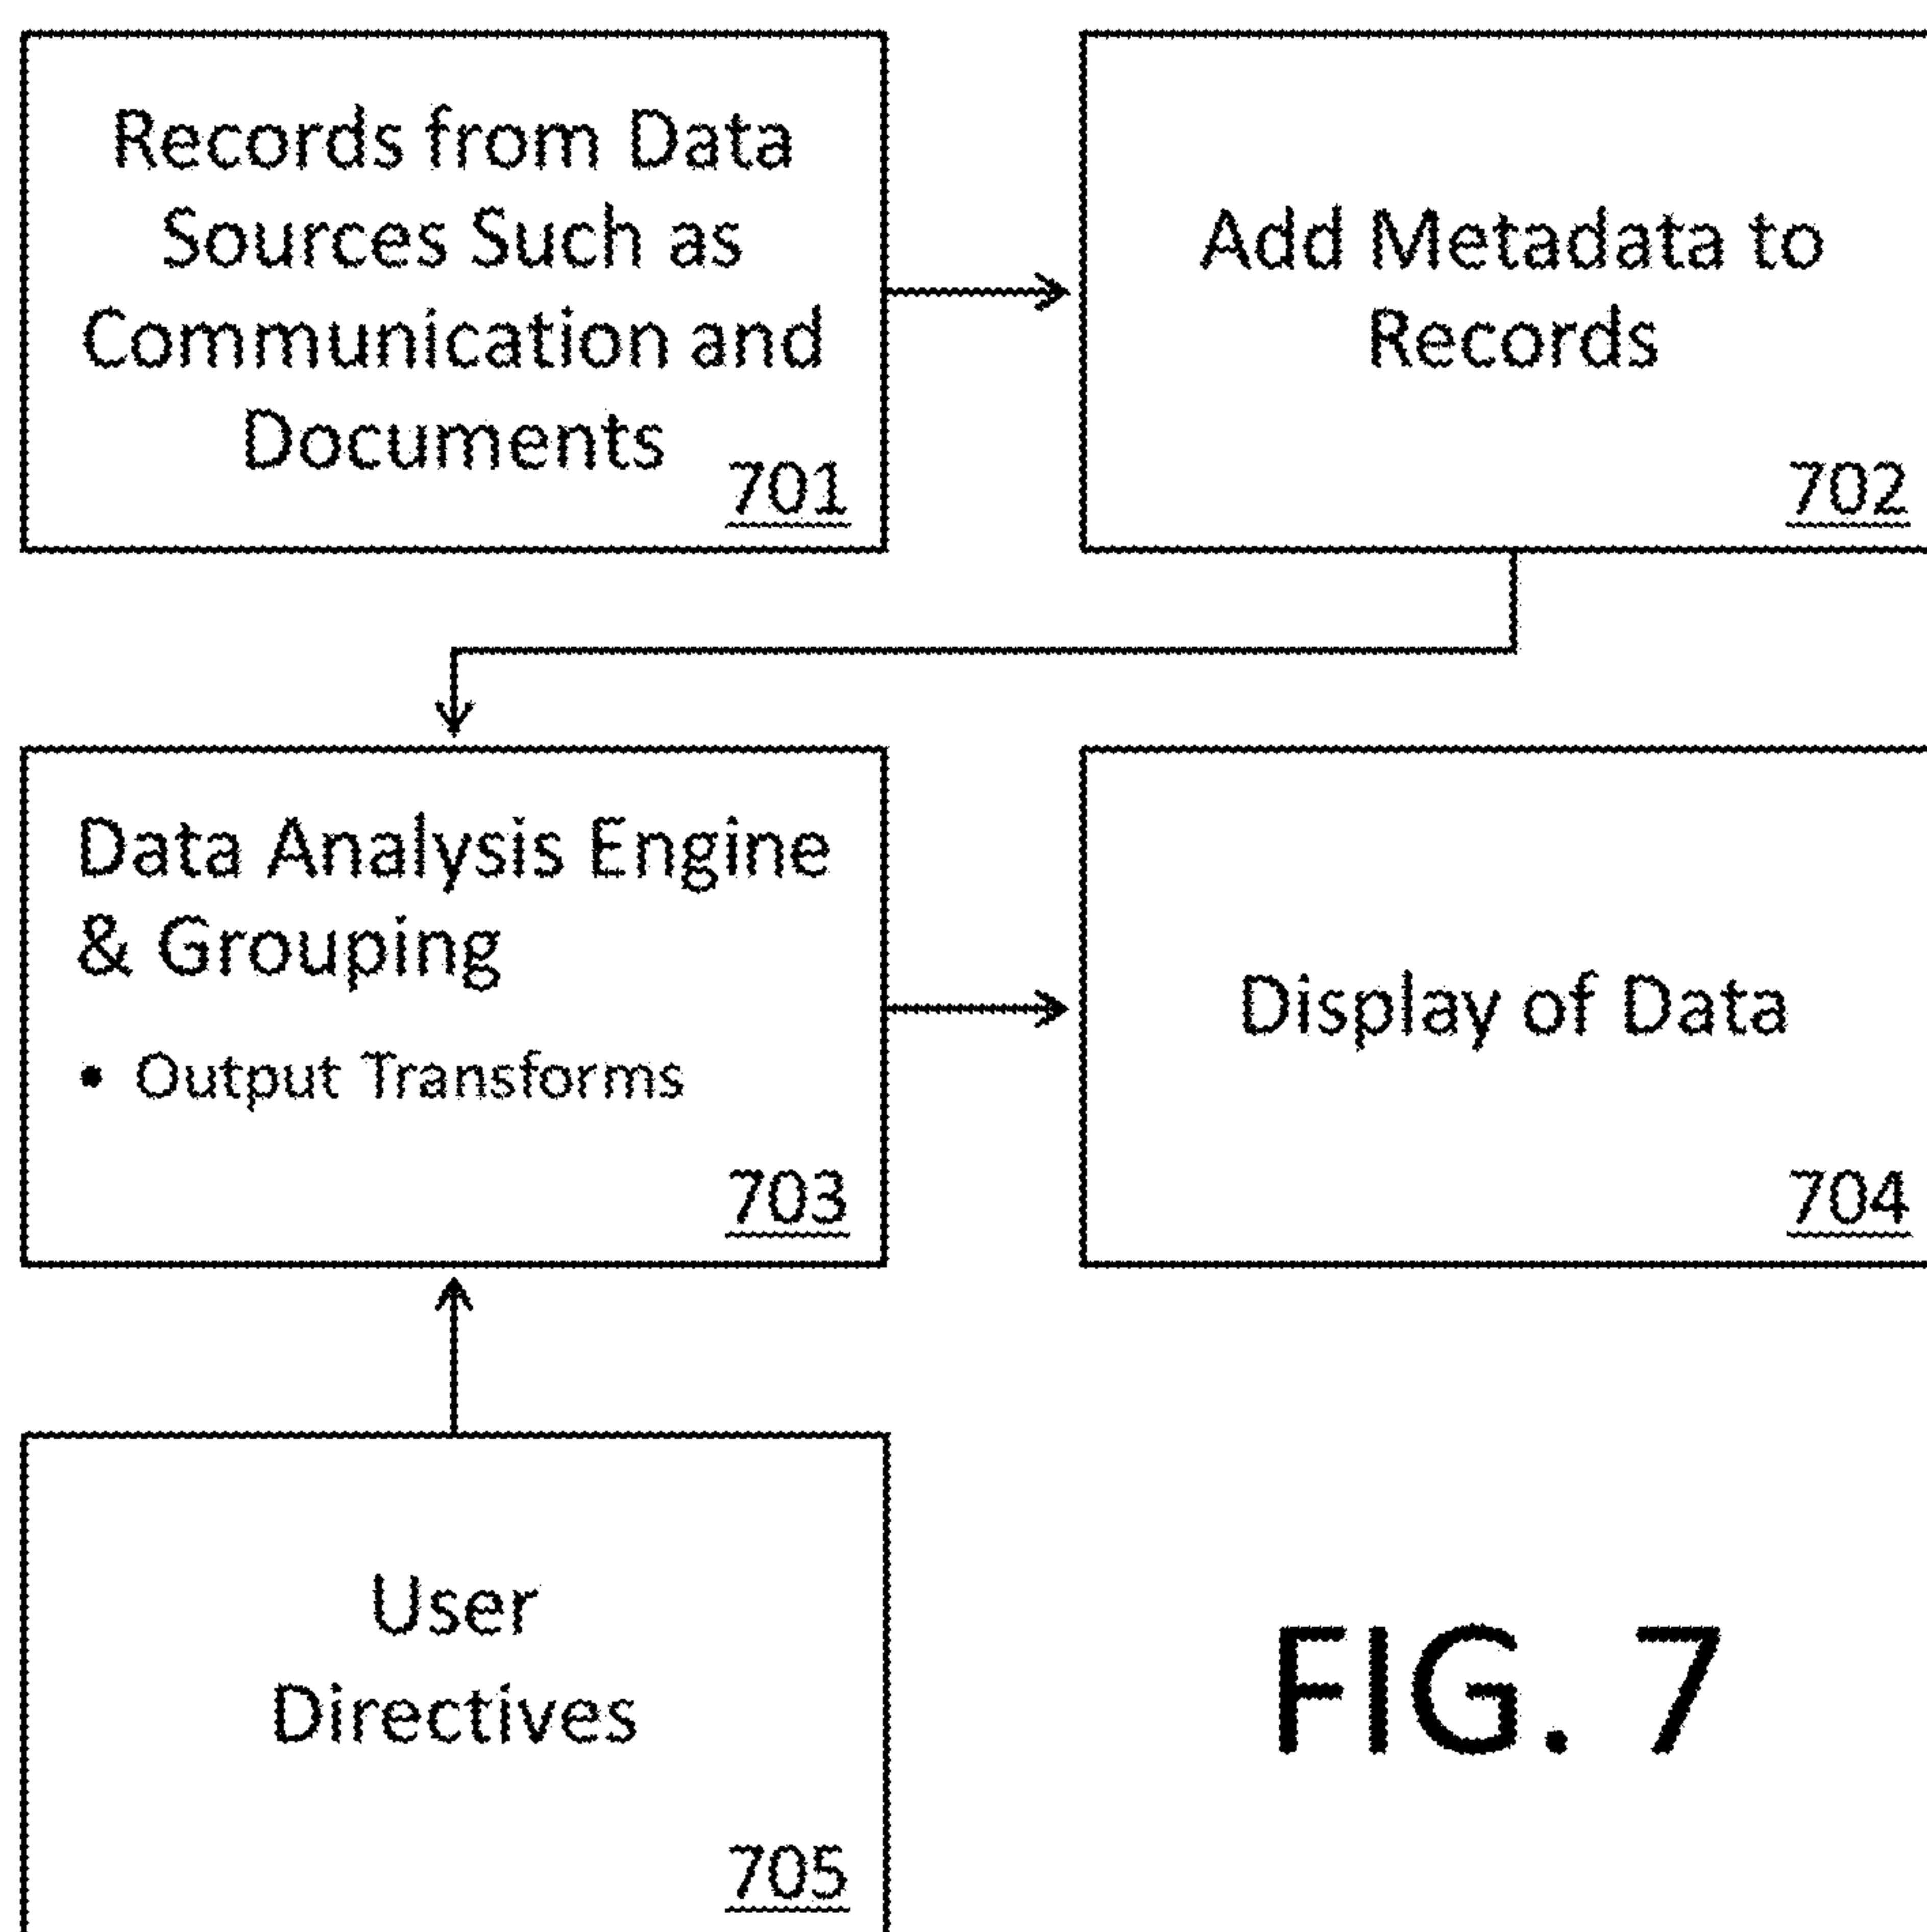 Records from Data
Sources Such as
Communication and
Documents
701
Add Metadata to
Records
702
Data Analysis Engine
& Grouping
• Output Transforms
703
Display of Data
704
User
Directives
705
FIG. 7